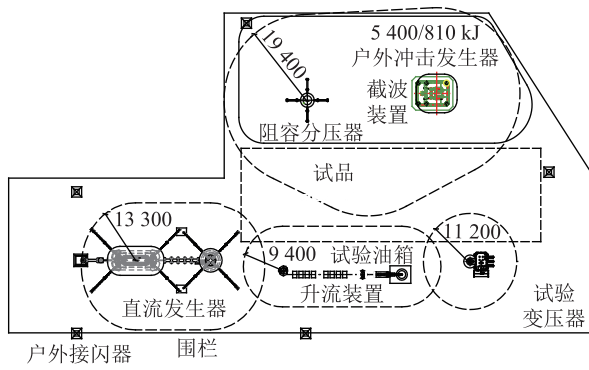 5 400/810 kJ
户外冲击发生器
19 400
截波
装置
阻容分压器
试品
13 300
11 200
9 400
试验油箱
升流装置
直流发生器
试验
变压器
户外接闪器
围栏